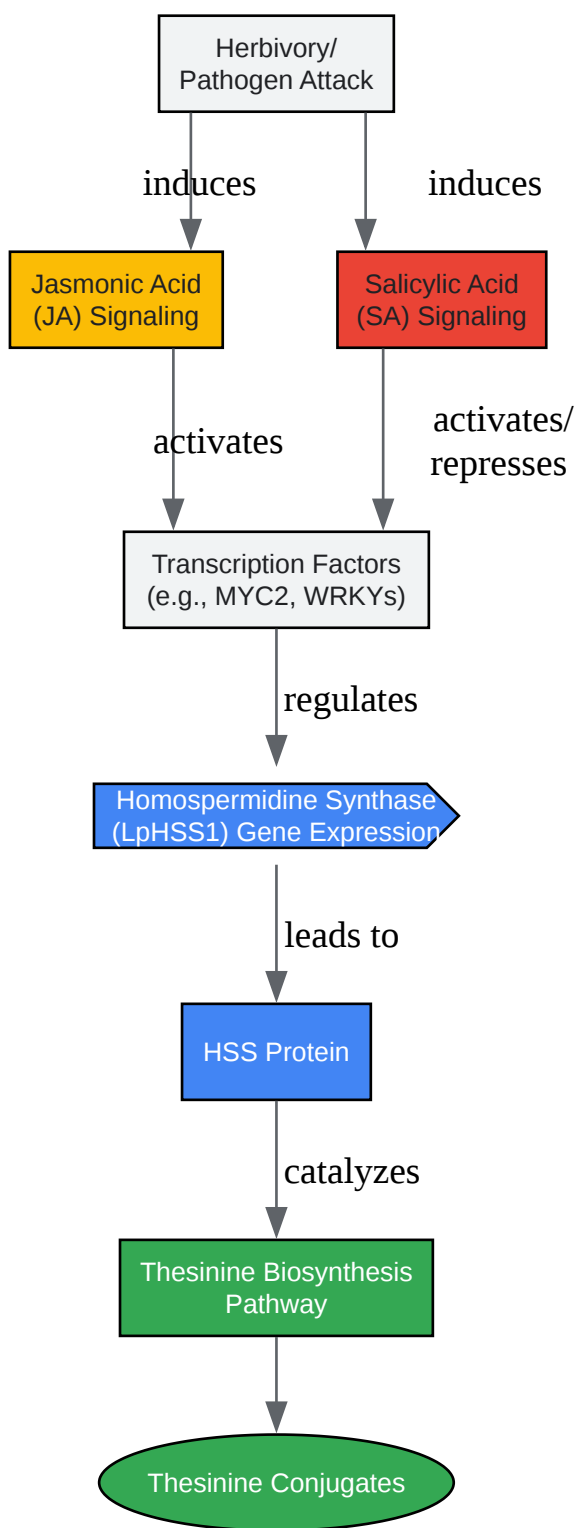 Herbivory/
Pathogen Attack
induces
induces
Jasmonic Acid
(JA) Signaling
Salicylic Acid
(SA) Signaling
activates
activates/
represses
Transcription Factors
(e.g., MYC2, WRKYs)
regulates
Homospermidine Synthase
(LpHSS1) Gene Expression
leads to
HSS Protein
catalyzes
Thesinine Biosynthesis
Pathway
Thesinine Conjugates